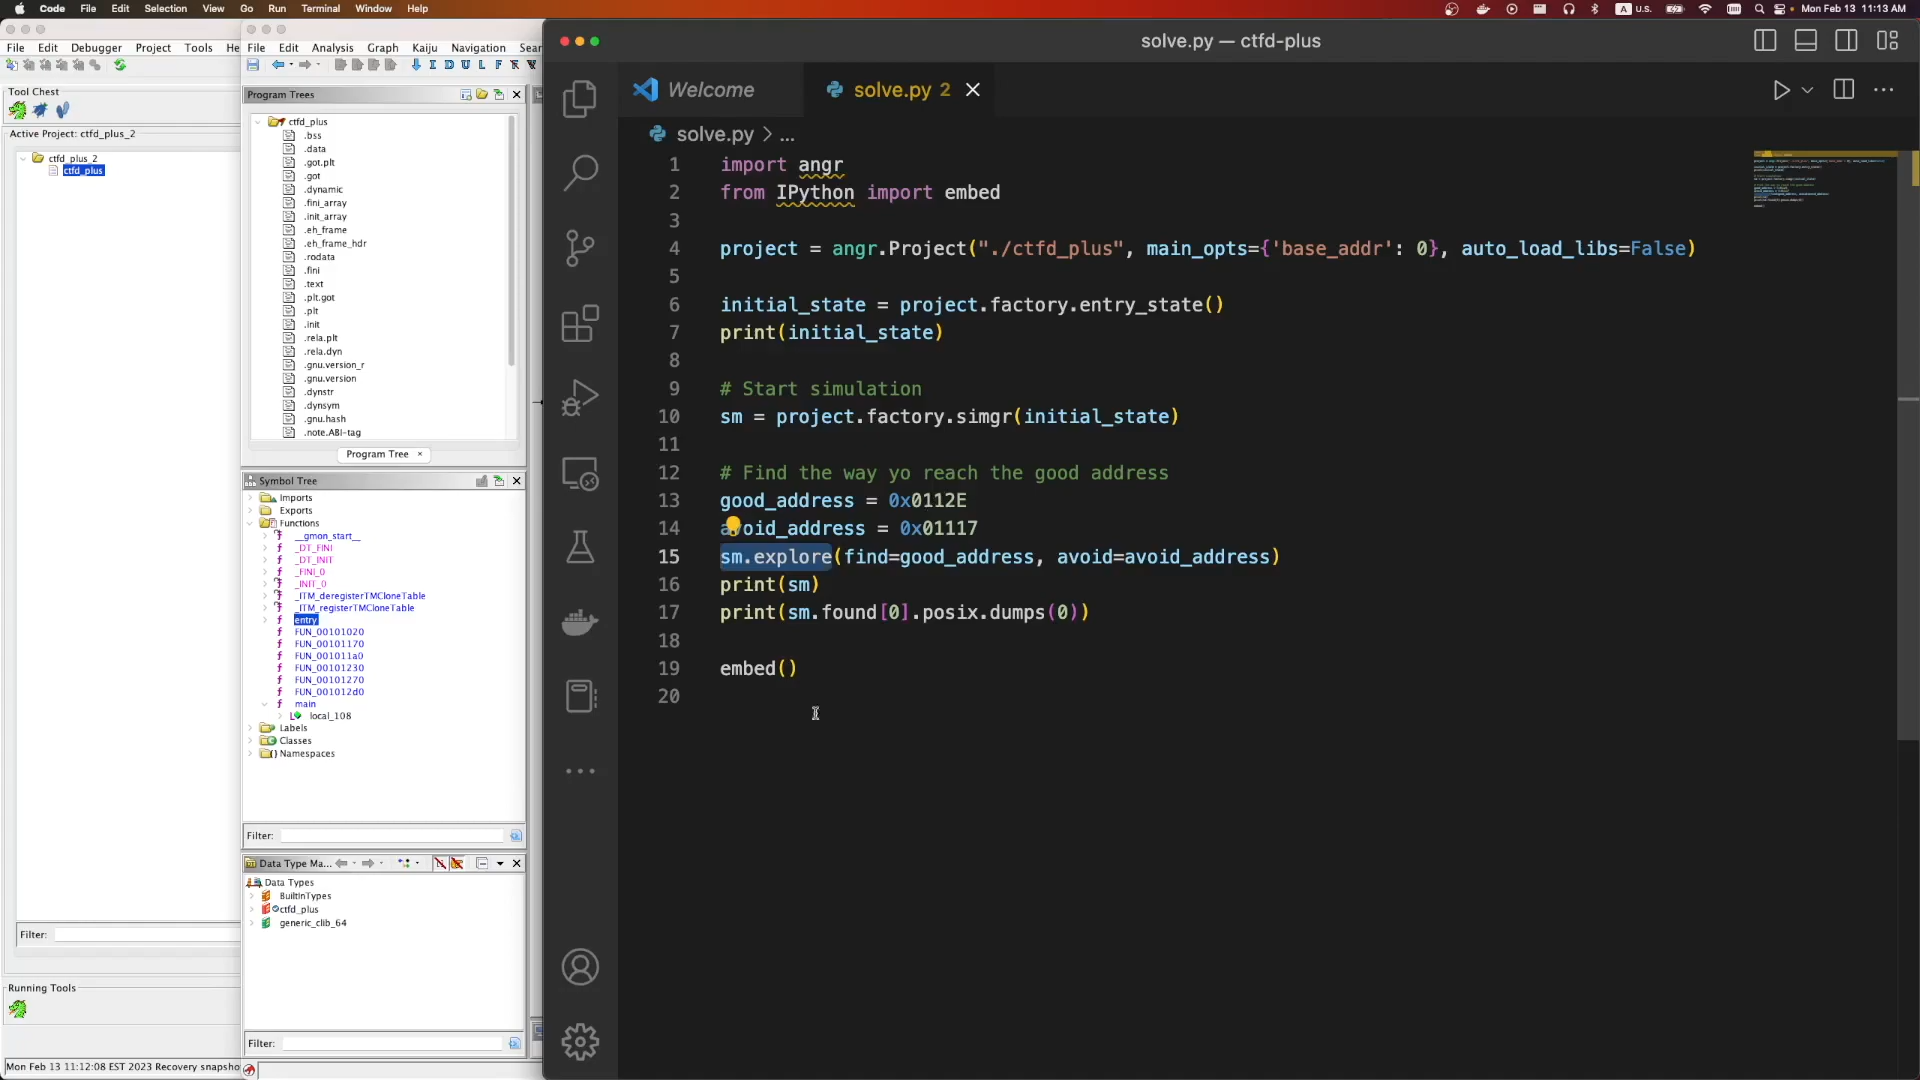 Code File Edit Selection View Go Run Terminal Window Help
U.S. Mon Feb 13 11:13 AM
File Edit Debugger Project Tools He
Tool Chest
Active Project: ctfd_plus_2
ctfd_plus_2
ctfd_plus
Filter:
Running Tools
Mon Feb 13 11:12:08 EST 2023 Recovery snapsho
File Edit Analysis Graph Kaiju Navigation Sear
I D U L F
Program Trees
ctfd_plus
.bss
.data
.got.plt
.got
.dynamic
.fini_array
.init_array
.eh_frame
.eh_frame_hdr
.rodata
.fini
.text
.plt.got
.plt
.init
.rela.plt
.rela.dyn
.gnu.version_r
.gnu.version
.dynstr
.dynsym
.gnu.hash
.note.ABI-tag
Program Tree ×
Symbol Tree
Imports
Exports
Functions
__gmon_start__
_DT_FINI
_DT_INIT
_FINI_0
_INIT_0
_ITM_deregisterTMCloneTable
_ITM_registerTMCloneTable
entry
FUN_00101020
FUN_00101170
FUN_001011a0
FUN_00101230
FUN_00101270
FUN_001012d0
main
local_108
Labels
Classes
Namespaces
Filter:
Data Type Ma...
Data Types
BuiltInTypes
ctfd_plus
generic_clib_64
Filter:
solve.py — ctfd-plus
Welcome
solve.py 2
solve.py > ...
1 import angr
2 from IPython import embed
3
4 project = angr.Project("./ctfd_plus", main_opts={'base_addr': 0}, auto_load_libs=False)
5
6 initial_state = project.factory.entry_state()
7 print(initial_state)
8
9 # Start simulation
10 sm = project.factory.simgr(initial_state)
11
12 # Find the way yo reach the good address
13 good_address = 0x0112E
14 avoid_address = 0x01117
15 sm.explore(find=good_address, avoid=avoid_address)
16 print(sm)
17 print(sm.found[0].posix.dumps(0))
18
19 embed()
20